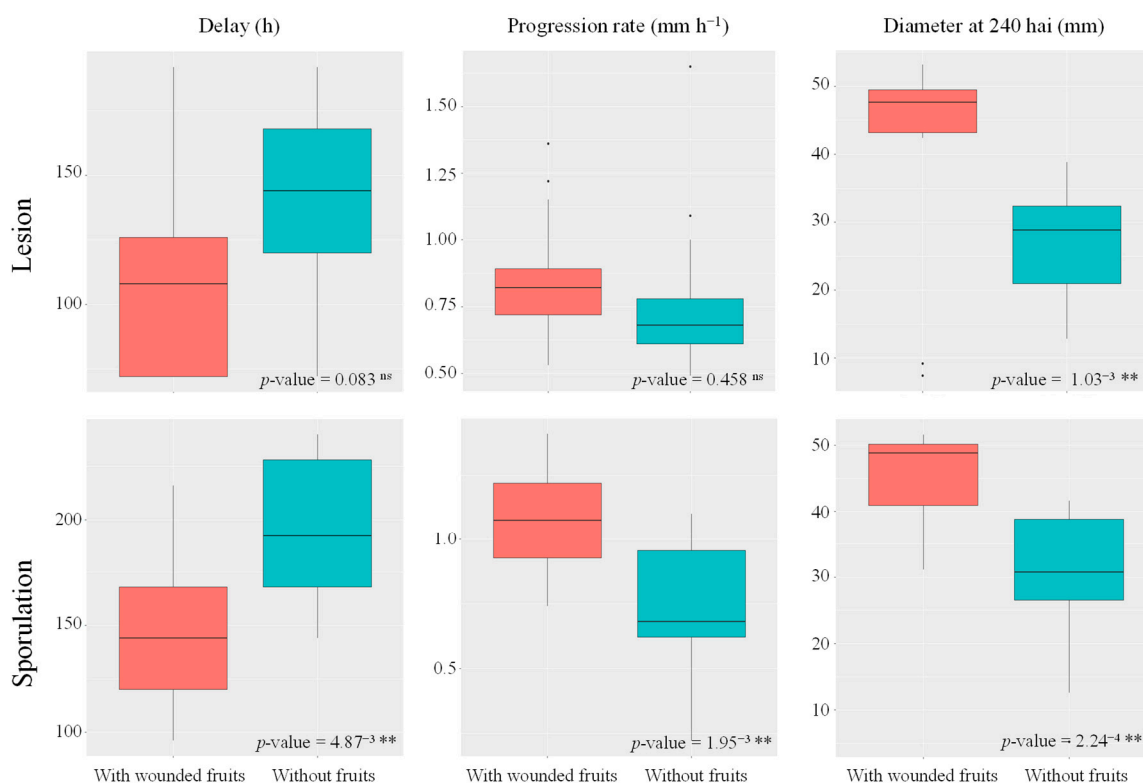 Delay (h)
Progression rate (mm h⁻¹)
Diameter at 240 hai (mm)
Lesion
150
100
p-value = 0.083 ns
1.50
1.25
1.00
0.75
0.50
p-value = 0.458 ns
50
40
30
20
10
p-value = 1.03⁻³ **
Sporulation
200
150
100
p-value = 4.87⁻³ **
1.0
0.5
p-value = 1.95⁻³ **
50
40
30
20
10
p-value = 2.24⁻⁴ **
With wounded fruits Without fruits
With wounded fruits Without fruits
With wounded fruits Without fruits